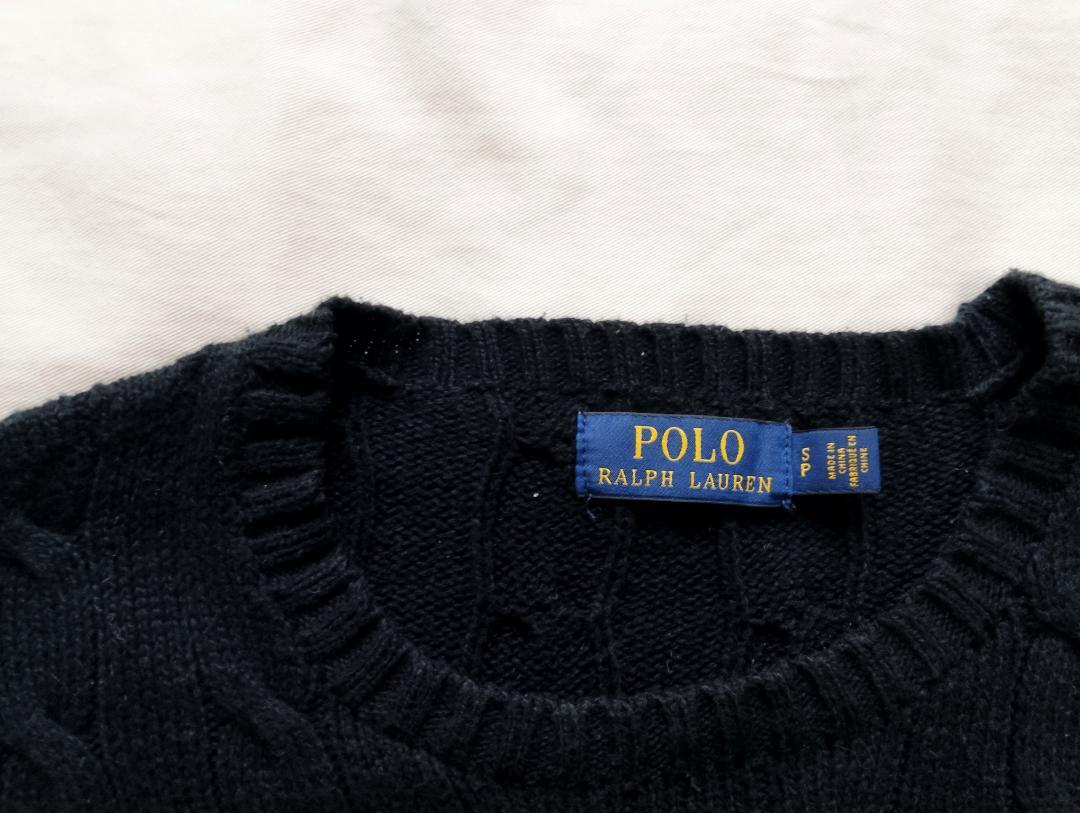 POLO
RALPH LAUREN
S
P
MADE IN
CHINA
FABRIQUÉ EN
CHINE